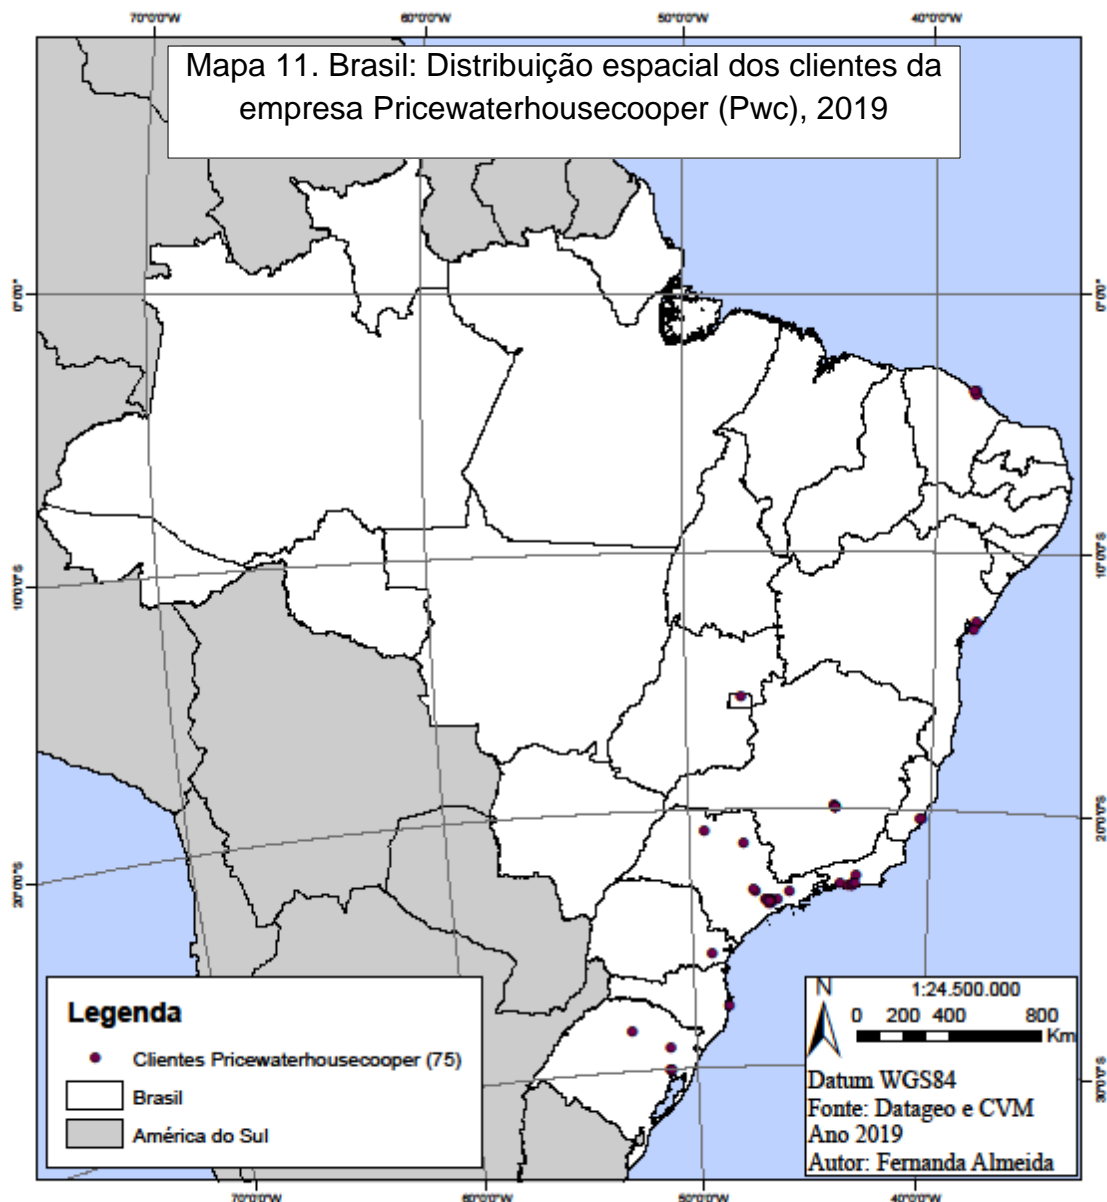 70°0'0"W 60°0'0"W 50°0'0"W 40°0'0"W
Mapa 11. Brasil: Distribuição espacial dos clientes da
empresa Pricewaterhousecooper (Pwc), 2019
0°0'0" 0°0'0"
10°0'0"S 10°0'0"S
20°0'0"S 20°0'0"S
30°0'0"S
Legenda
Clientes Pricewaterhousecooper (75)
Brasil
América do Sul
N
1:24.500.000
0 200 400 800
Km
Datum WGS84
Fonte: Datageo e CVM
Ano 2019
Autor: Fernanda Almeida
70°0'0"W 60°0'0"W 50°0'0"W 40°0'0"W